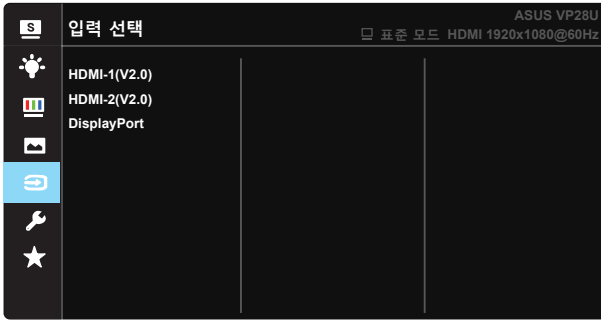 S
입력 선택
ASUS VP28U
표준 모드 HDMI 1920x1080@60Hz
HDMI-1(V2.0)
HDMI-2(V2.0)
DisplayPort